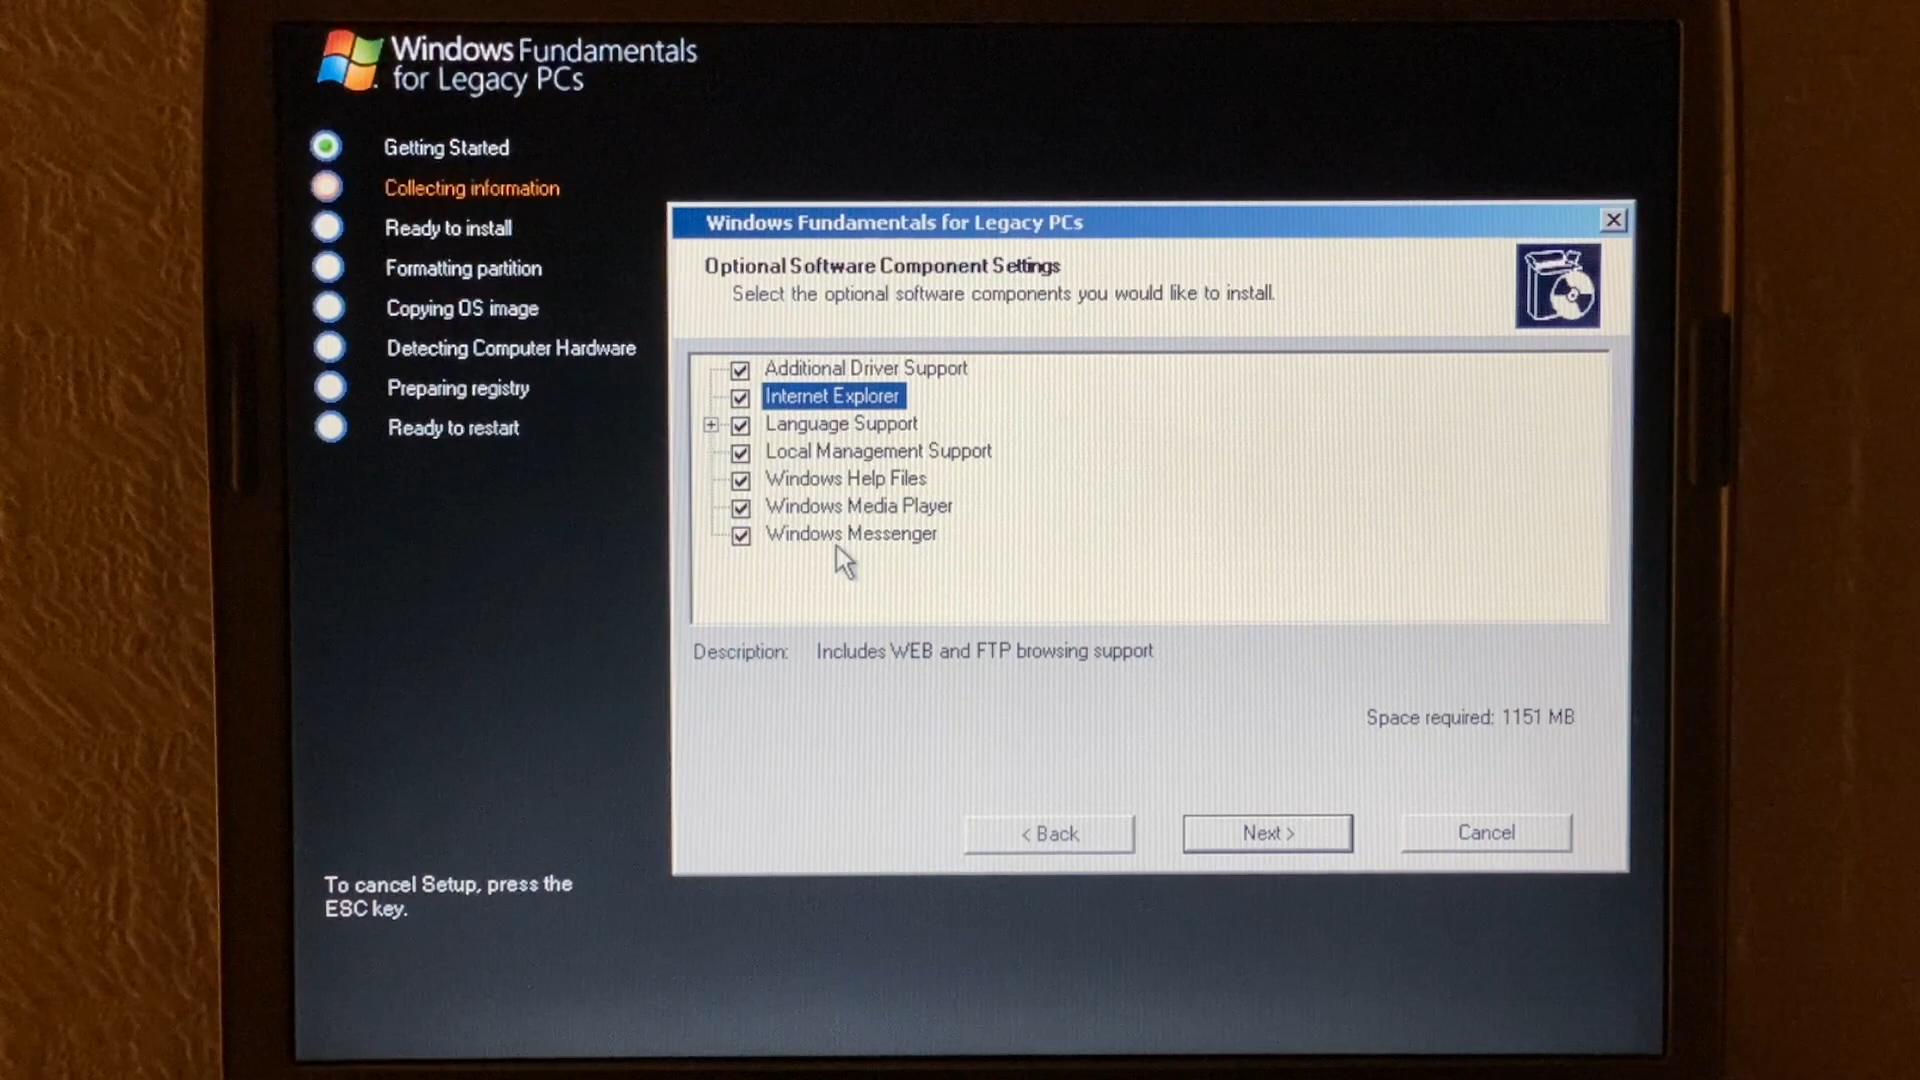 Windows Fundamentals
for Legacy PCs
Getting Started
Collecting information
Ready to install
Formatting partition
Copying OS image
Detecting Computer Hardware
Preparing registry
Ready to restart
To cancel Setup, press the
ESC key.
Windows Fundamentals for Legacy PCs
Optional Software Component Settings
Select the optional software components you would like to install.
Additional Driver Support
Internet Explorer
Language Support
Local Management Support
Windows Help Files
Windows Media Player
Windows Messenger
Description: Includes WEB and FTP browsing support
Space required: 1151 MB
< Back Next > Cancel